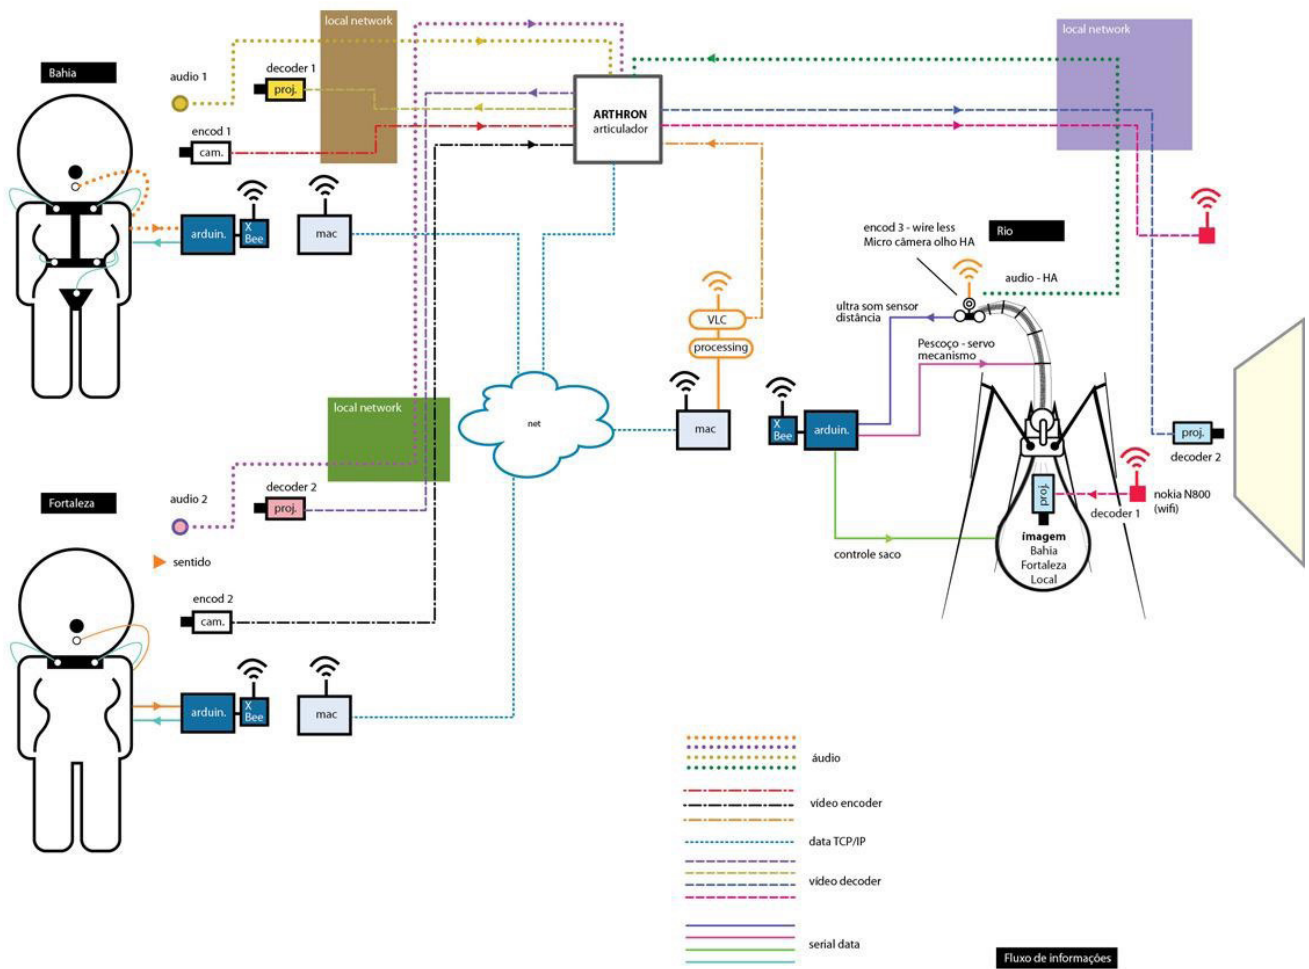 local network
local network
Bahia
audio 1
decoder 1
proj.
encod 1
cam.
ARTHRON
articulador
arduin.
X
Bee
mac
encod 3 - wire less
Micro câmera olho HA
Rio
audio - HA
ultra som sensor
distância
VLC
processing
Pescoço - servo
mecanismo
local network
net
mac
X
Bee
arduin.
proj.
decoder 2
Fortaleza
audio 2
decoder 2
proj.
proj.
decoder 1
nokia N800
(wifi)
sentido
controle saco
imagem
Bahia
Fortaleza
Local
encod 2
cam.
arduin.
X
Bee
mac
áudio
vídeo encoder
data TCP/IP
vídeo decoder
serial data
Fluxo de informações